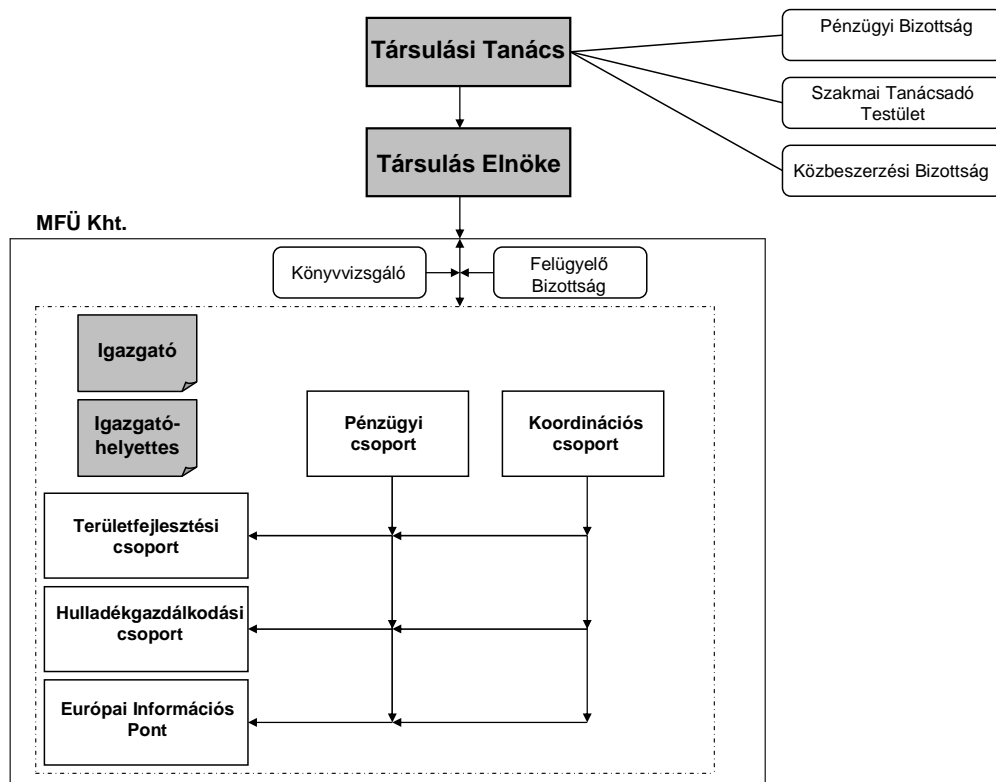 Társulási Tanács
Pénzügyi Bizottság
Szakmai Tanácsadó
Testület
Társulás Elnöke
Közbeszerzési Bizottság
MFÜ Kht.
Könyvvizsgáló
Felügyelő
Bizottság
Igazgató
Igazgató-
helyettes
Pénzügyi
csoport
Koordinációs
csoport
Területfejlesztési
csoport
Hulladékgazdálkodási
csoport
Európai Információs
Pont